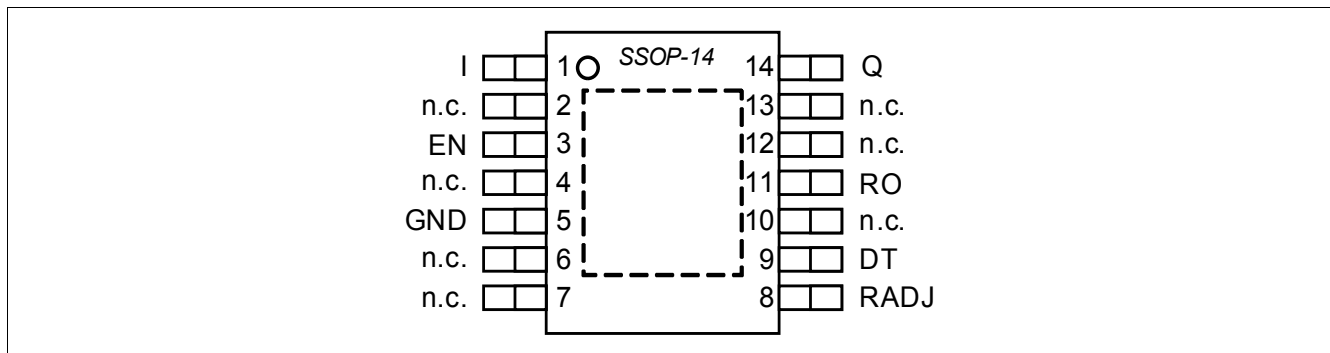 SSOP-14
I 1 14 Q
n.c. 2 13 n.c.
EN 3 12 n.c.
n.c. 4 11 RO
GND 5 10 n.c.
n.c. 6 9 DT
n.c. 7 8 RADJ